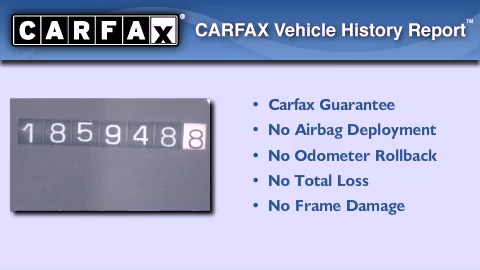 CARFAX® CARFAX Vehicle History Report™
1859488
• Carfax Guarantee
• No Airbag Deployment
• No Odometer Rollback
• No Total Loss
• No Frame Damage